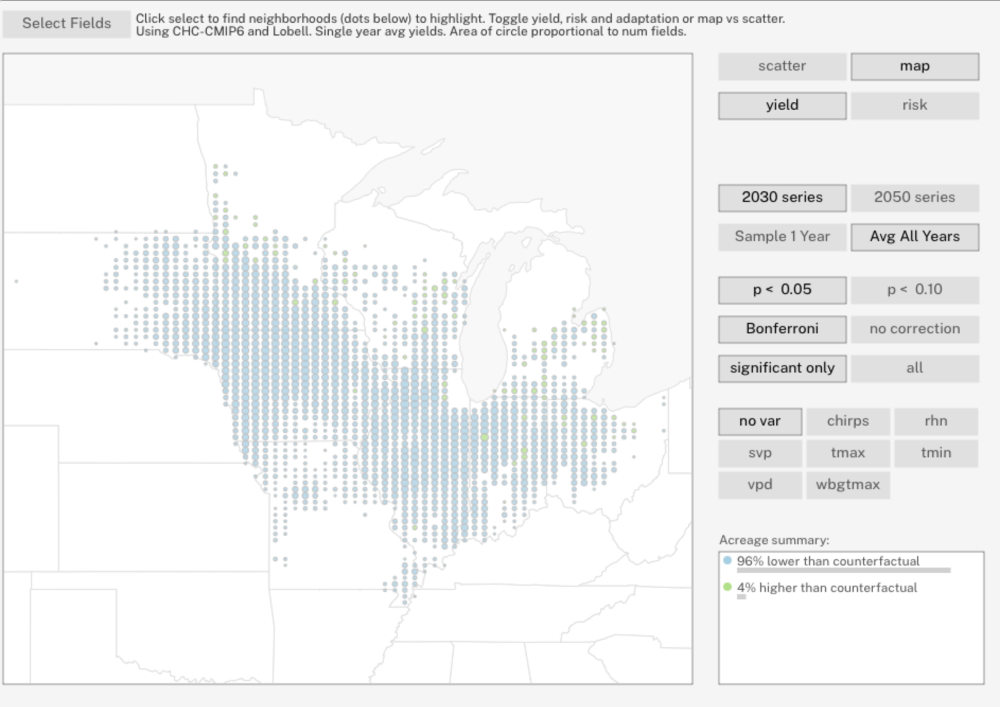 Select Fields
Click select to find neighborhoods (dots below) to highlight. Toggle yield, risk and adaptation or map vs scatter.
Using CHC-CMIP6 and Lobell. Single year avg yields. Area of circle proportional to num fields.
scatter
map
yield
risk
2030 series
2050 series
Sample 1 Year
Avg All Years
p < 0.05
p < 0.10
Bonferroni
no correction
significant only
all
no var
chirps
rhn
svp
tmax
tmin
vpd
wbgtmax
Acreage summary:
96% lower than counterfactual
4% higher than counterfactual